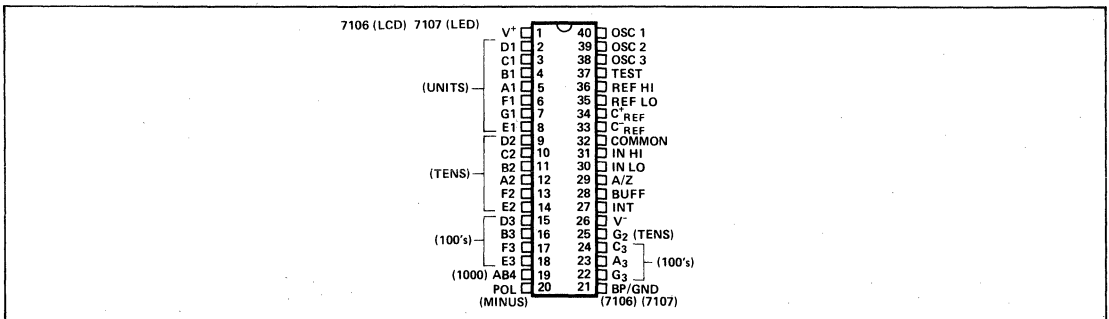 7106 (LCD) 7107 (LED)
V⁺ 1 40 OSC 1
D1 2 39 OSC 2
C1 3 38 OSC 3
B1 4 37 TEST
(UNITS) A1 5 36 REF HI
F1 6 35 REF LO
G1 7 34 C⁺REF
E1 8 33 C⁻REF
D2 9 32 COMMON
C2 10 31 IN HI
B2 11 30 IN LO
(TENS) A2 12 29 A/Z
F2 13 28 BUFF
E2 14 27 INT
D3 15 26 V⁻
(100's) B3 16 25 G₂ (TENS)
F3 17 24 C₃
E3 18 23 A₃ (100's)
(1000) AB4 19 22 G₃
POL 20 21 BP/GND
(MINUS) (7106) (7107)